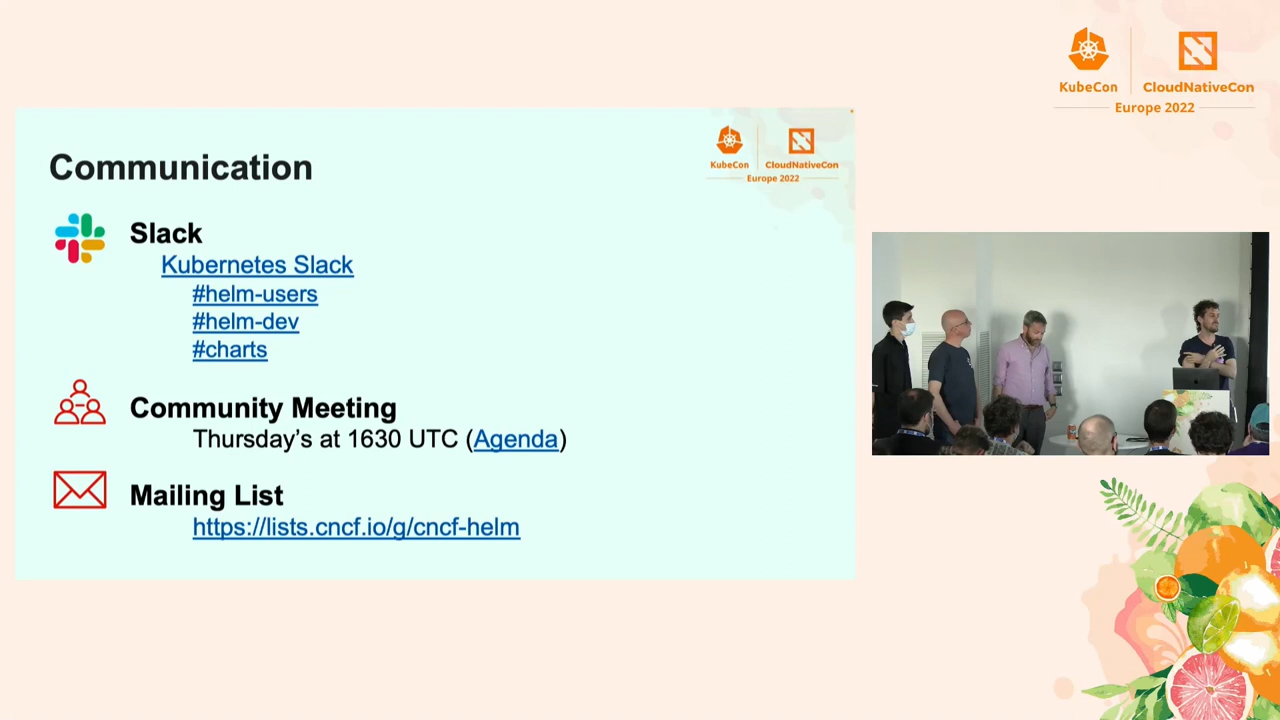 KubeCon
CloudNativeCon
Europe 2022
Communication
KubeCon
CloudNativeCon
Europe 2022
Slack
Kubernetes Slack
#helm-users
#helm-dev
#charts
Community Meeting
Thursday’s at 1630 UTC (Agenda)
Mailing List
https://lists.cncf.io/g/cncf-helm